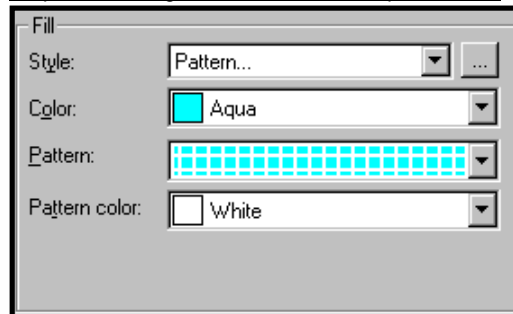 Fill
Style: Pattern... ...
Color: Aqua
Pattern:
Pattern color: White